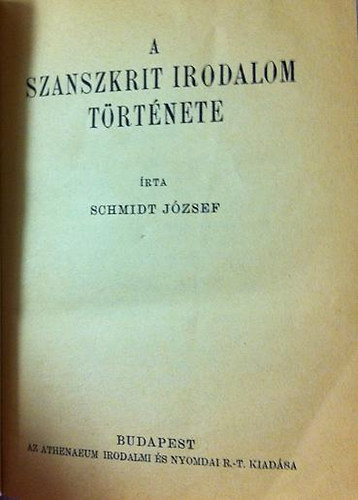 A
SZANSZKRIT IRODALOM
TÖRTÉNETE
ÍRTA
SCHMIDT JÓZSEF
BUDAPEST
AZ ATHENAEUM IRODALMI ÉS NYOMDAI R.-T. KIADÁSA